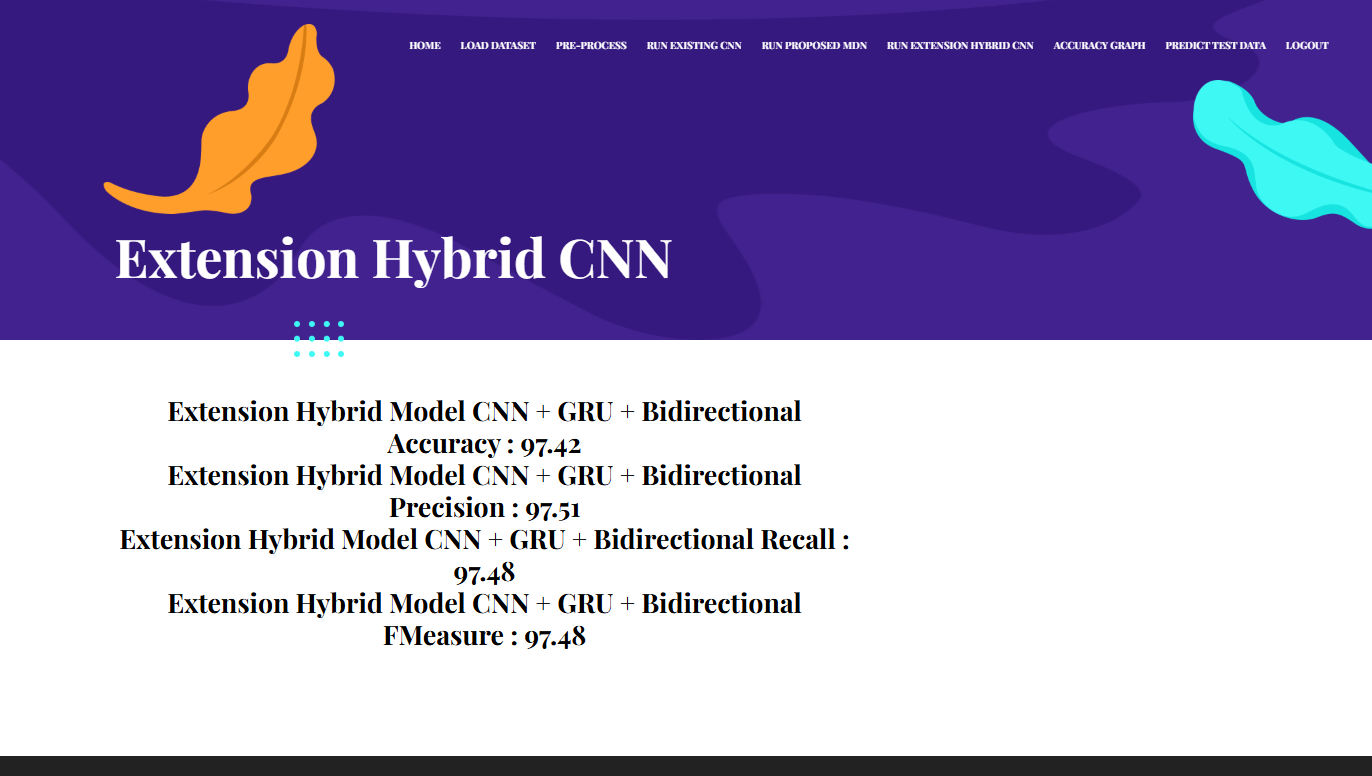 HOME LOAD DATASET PRE-PROCESS RUN EXISTING CNN RUN PROPOSED MDN RUN EXTENSION HYBRID CNN ACCURACY GRAPH PREDICT TEST DATA LOGOUT
Extension Hybrid CNN
Extension Hybrid Model CNN + GRU + Bidirectional
Accuracy : 97.42
Extension Hybrid Model CNN + GRU + Bidirectional
Precision : 97.51
Extension Hybrid Model CNN + GRU + Bidirectional Recall :
97.48
Extension Hybrid Model CNN + GRU + Bidirectional
FMeasure : 97.48